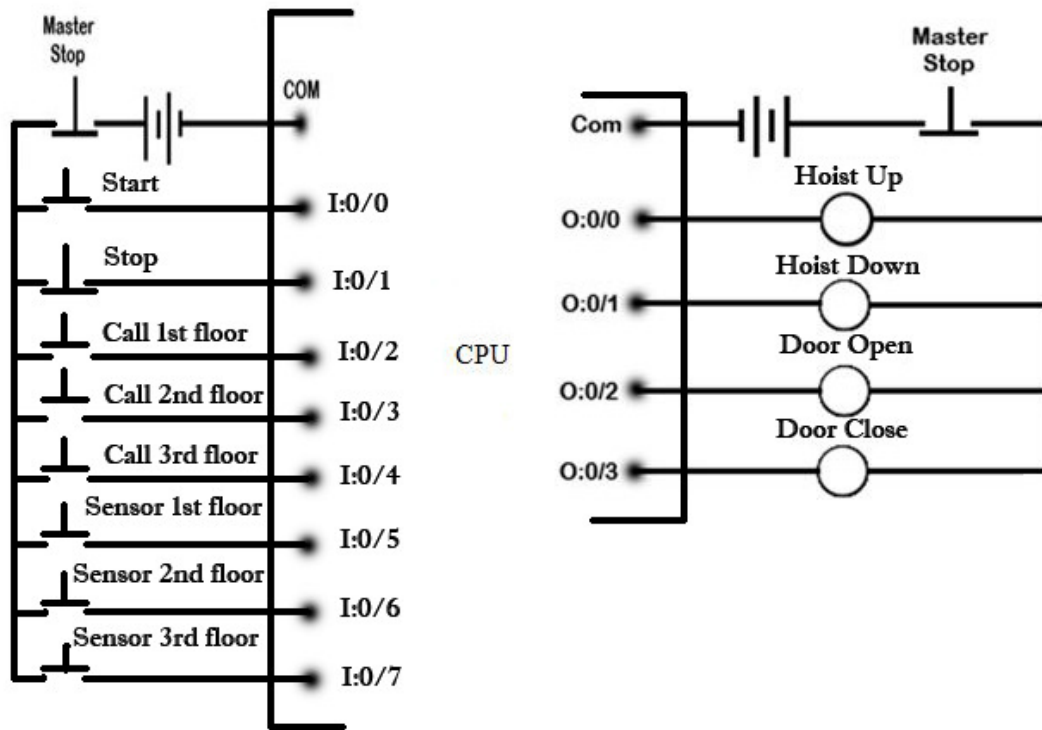 Master
Stop
COM
Start
I:0/0
Stop
I:0/1
Call 1st floor
I:0/2
Call 2nd floor
I:0/3
Call 3rd floor
I:0/4
Sensor 1st floor
I:0/5
Sensor 2nd floor
I:0/6
Sensor 3rd floor
I:0/7
CPU
Master
Stop
Com
Hoist Up
O:0/0
Hoist Down
O:0/1
Door Open
O:0/2
Door Close
O:0/3